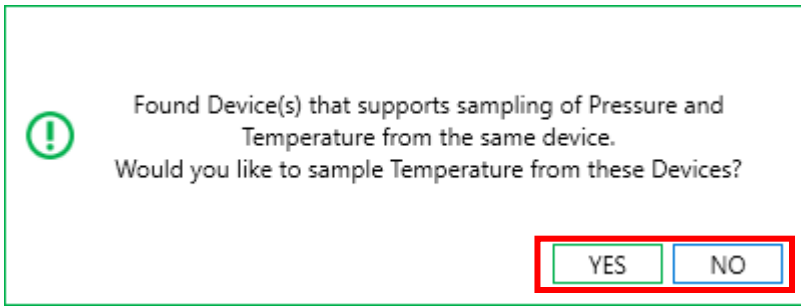 Found Device(s) that supports sampling of Pressure and
Temperature from the same device.
Would you like to sample Temperature from these Devices?
YES NO